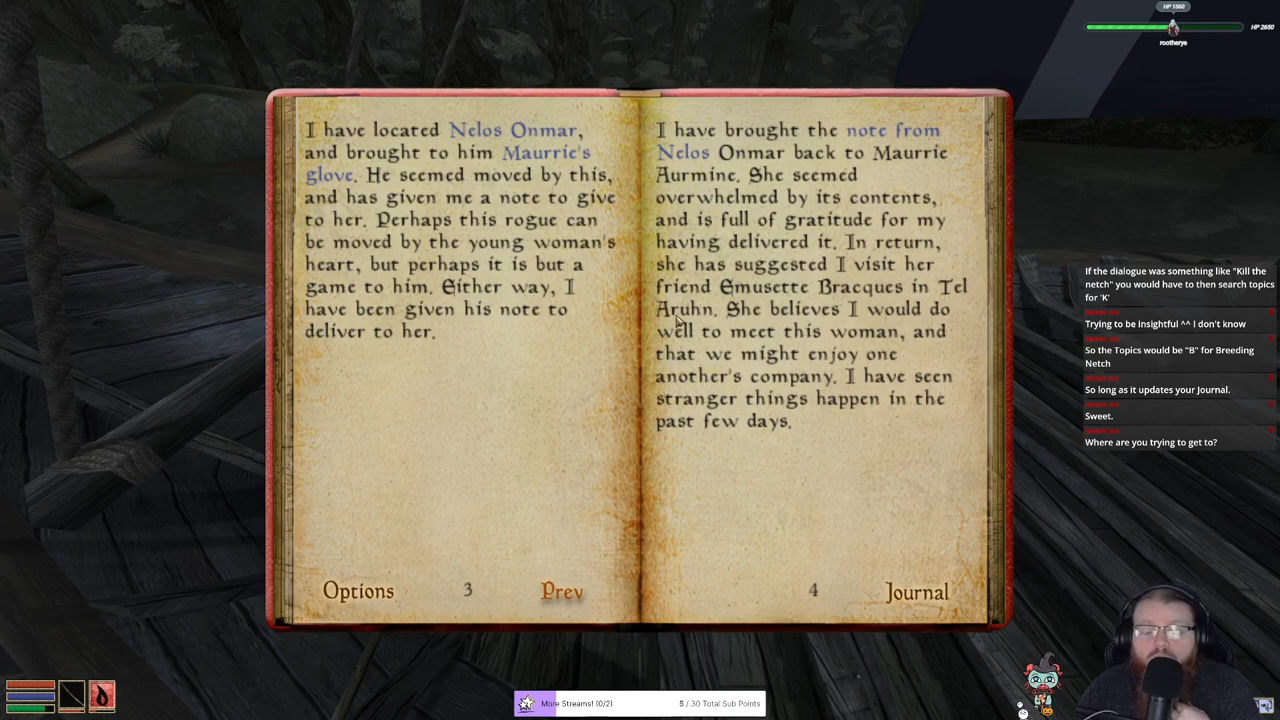 HP 1860
HP 2650
rootherye
I have located Nelos Onmar,
and brought to him Maurrie's
glove. He seemed moved by this,
and has given me a note to give
to her. Perhaps this rogue can
be moved by the young woman's
heart, but perhaps it is but a
game to him. Either way, I
have been given his note to
deliver to her.
Options
3
Prev
I have brought the note from
Nelos Onmar back to Maurrie
Aurmine. She seemed
overwhelmed by its contents,
and is full of gratitude for my
having delivered it. In return,
she has suggested I visit her
friend Emusette Bracques in Tel
Aruhn. She believes I would do
well to meet this woman, and
that we might enjoy one
another's company. I have seen
stranger things happen in the
past few days.
4
Journal
If the dialogue was something like "Kill the
netch" you would have to then search topics
for 'K'
Trying to be insightful ^^ I don't know
So the Topics would be "B" for Breeding
Netch
So long as it updates your Journal.
Sweet.
Where are you trying to get to?
More Streams! (0/2)
5 / 30 Total Sub Points